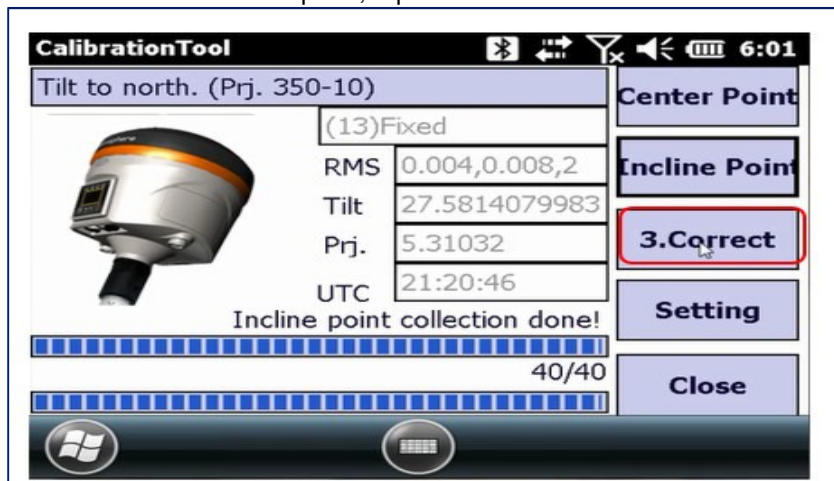 CalibrationTool 6:01
Tilt to north. (Prj. 350-10)
Center Point
(13)Fixed
RMS 0.004,0.008,2
Incline Point
Tilt 27.5814079983
Prj. 5.31032
3.Correct
UTC 21:20:46
Incline point collection done!
Setting
40/40
Close